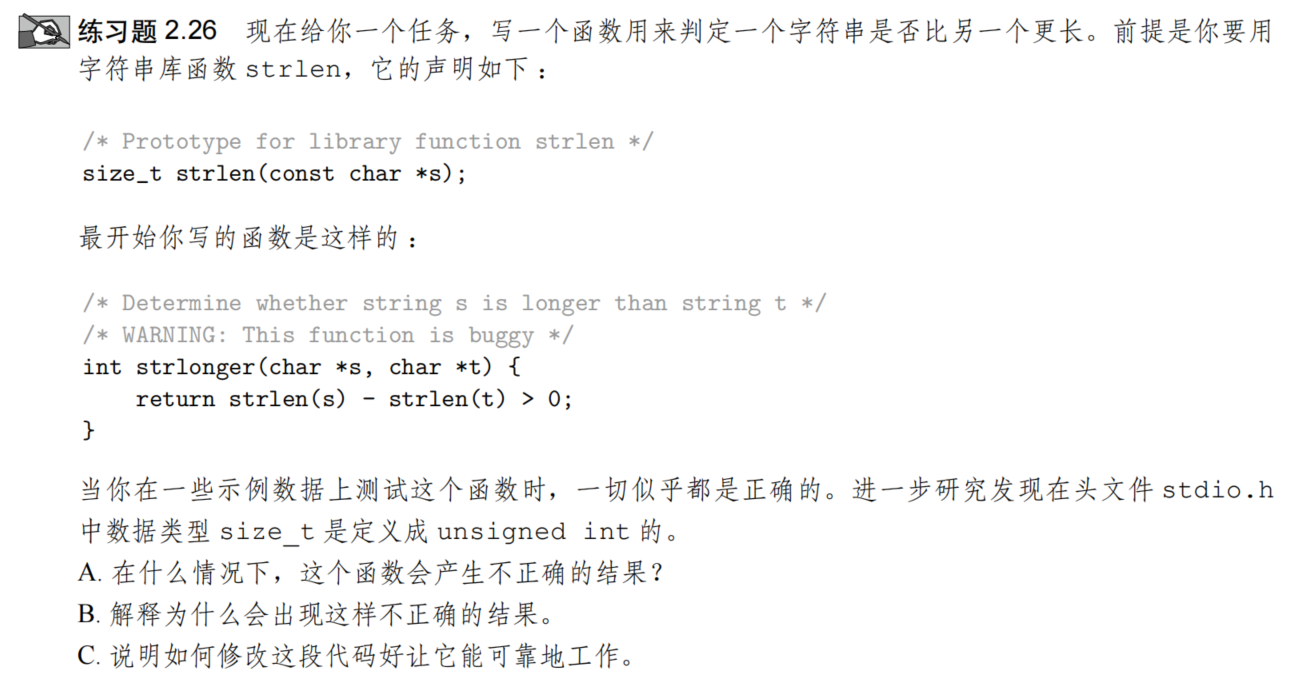 练习题 2.26 现在给你一个任务，写一个函数用来判定一个字符串是否比另一个更长。前提是你要用
字符串库函数 strlen，它的声明如下：
/* Prototype for library function strlen */
size_t strlen(const char *s);
最开始你写的函数是这样的：
/* Determine whether string s is longer than string t */
/* WARNING: This function is buggy */
int strlonger(char *s, char *t) {
    return strlen(s) - strlen(t) > 0;
}
当你在一些示例数据上测试这个函数时，一切似乎都是正确的。进一步研究发现在头文件 stdio.h
中数据类型 size_t 是定义成 unsigned int 的。
A. 在什么情况下，这个函数会产生不正确的结果？
B. 解释为什么会出现这样不正确的结果。
C. 说明如何修改这段代码好让它能可靠地工作。